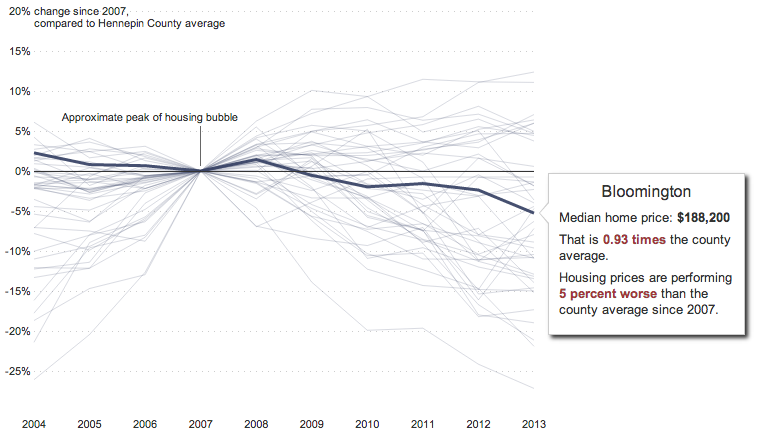 20% change since 2007,
compared to Hennepin County average
15%
10%
Approximate peak of housing bubble
5%
0%
-5%
-10%
-15%
-20%
-25%
2004 2005 2006 2007 2008 2009 2010 2011 2012 2013
Bloomington
Median home price: $188,200
That is 0.93 times the county
average.
Housing prices are performing
5 percent worse than the
county average since 2007.